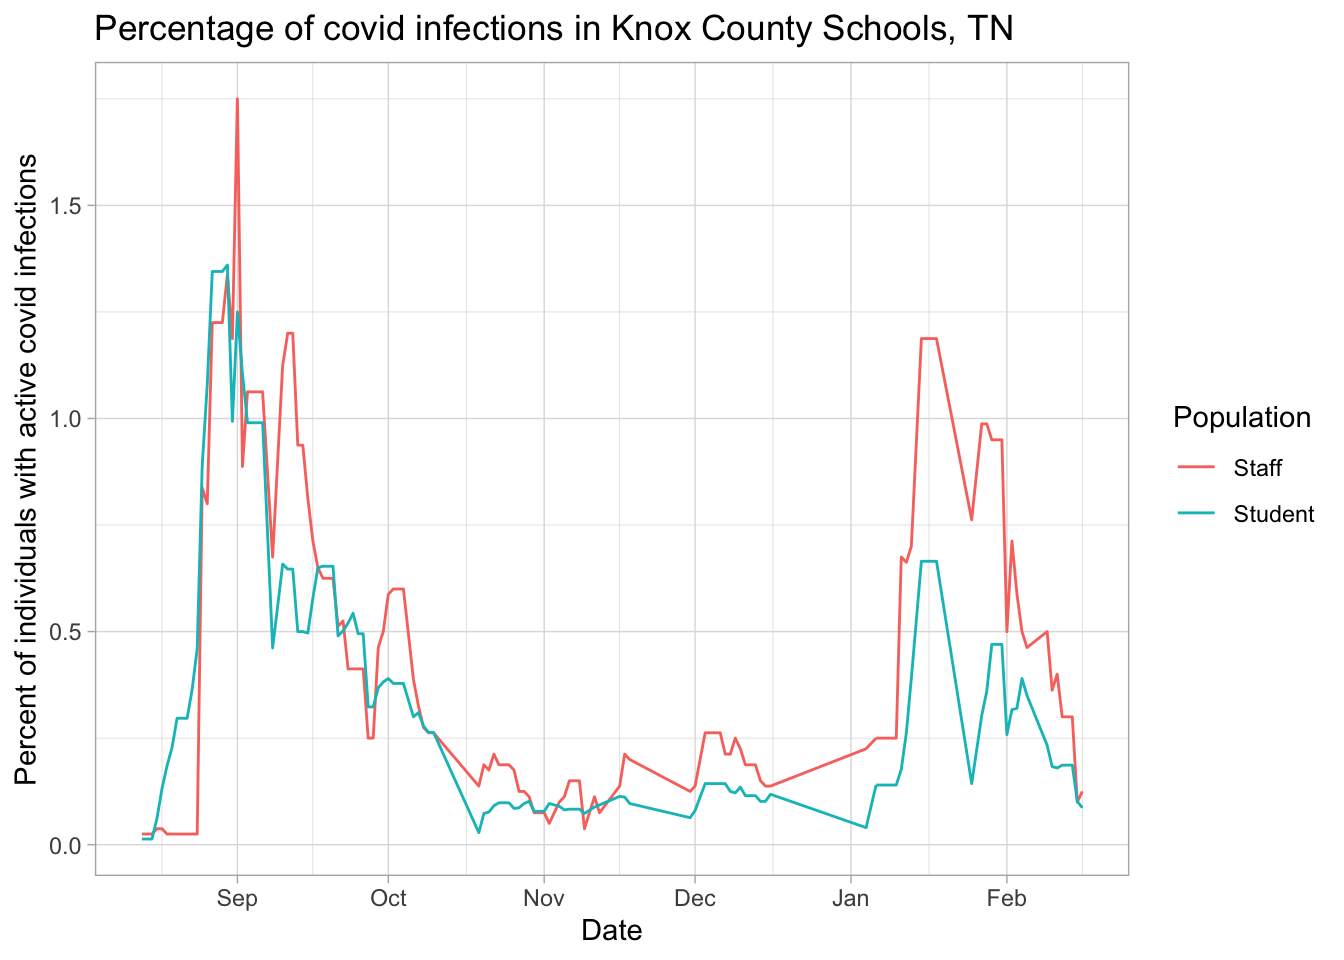 Percentage of covid infections in Knox County Schools, TN
Percent of individuals with active covid infections
1.5
1.0
0.5
0.0
Sep Oct Nov Dec Jan Feb
Date
Population
Staff
Student